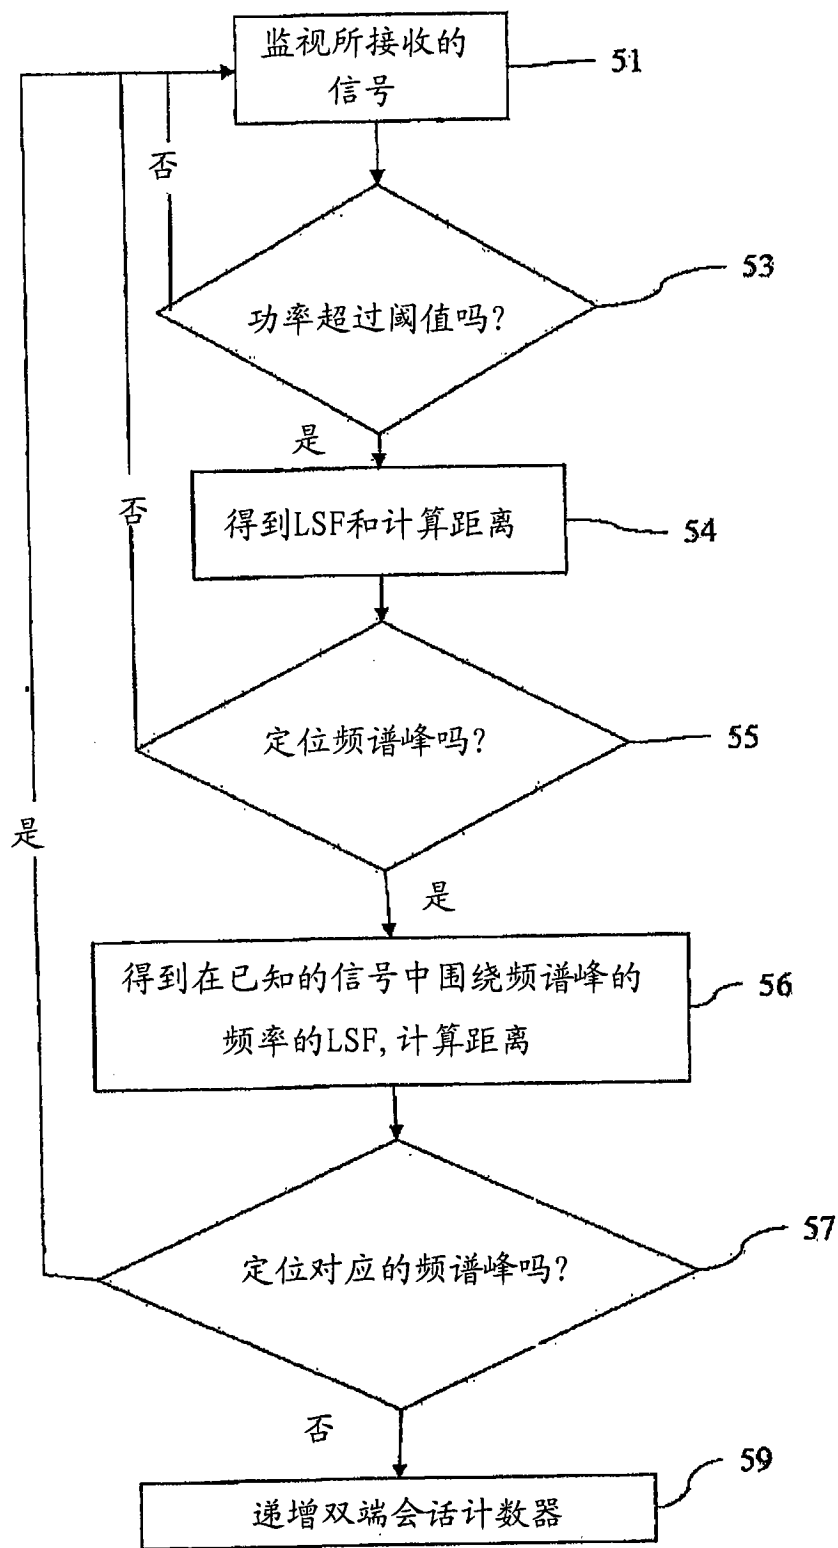 监视所接收的
信号
51
否
53
功率超过阈值吗?
是
得到LSF和计算距离
54
否
定位频谱峰吗?
55
是
是
得到在已知的信号中围绕频谱峰的
频率的LSF,计算距离
56
57
定位对应的频谱峰吗?
否
59
递增双端会话计数器